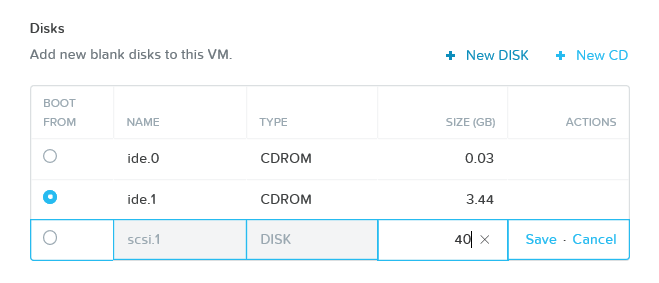 Disks
Add new blank disks to this VM.
+ New DISK + New CD
BOOT FROM NAME TYPE SIZE (GB) ACTIONS
ide.0 CDROM 0.03
ide.1 CDROM 3.44
scsi.1 DISK 40 × Save · Cancel